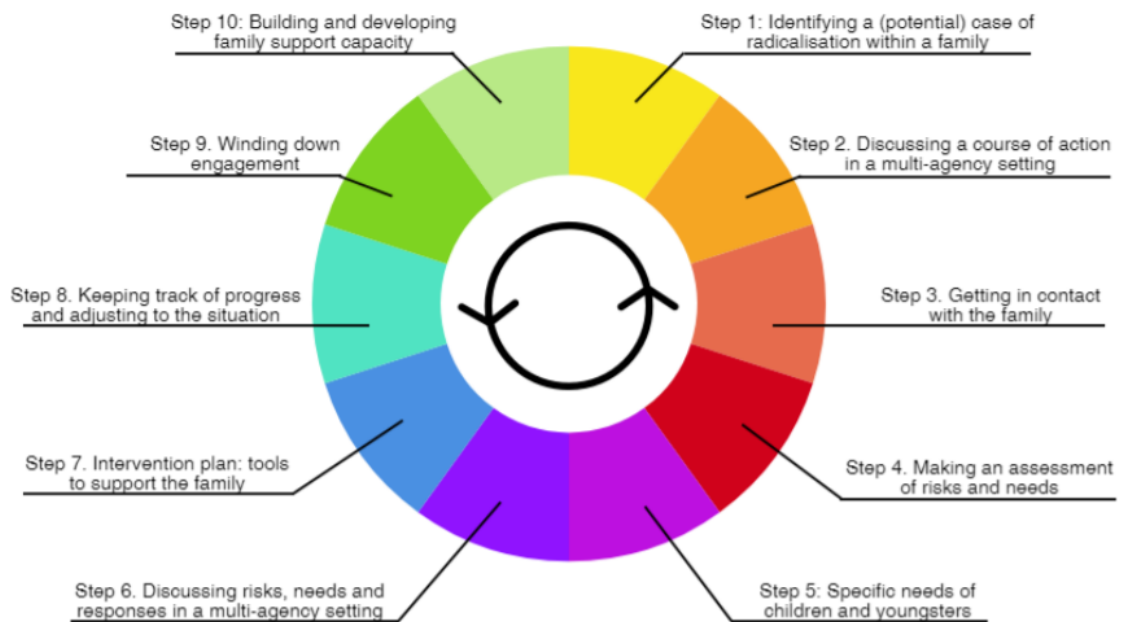 Step 1: Identifying a (potential) case of
radicalisation within a family
Step 2. Discussing a course of action
in a multi-agency setting
Step 3. Getting in contact
with the family
Step 4. Making an assessment
of risks and needs
Step 5: Specific needs of
children and youngsters
Step 6. Discussing risks, needs and
responses in a multi-agency setting
Step 7. Intervention plan: tools
to support the family
Step 8. Keeping track of progress
and adjusting to the situation
Step 9. Winding down
engagement
Step 10: Building and developing
family support capacity